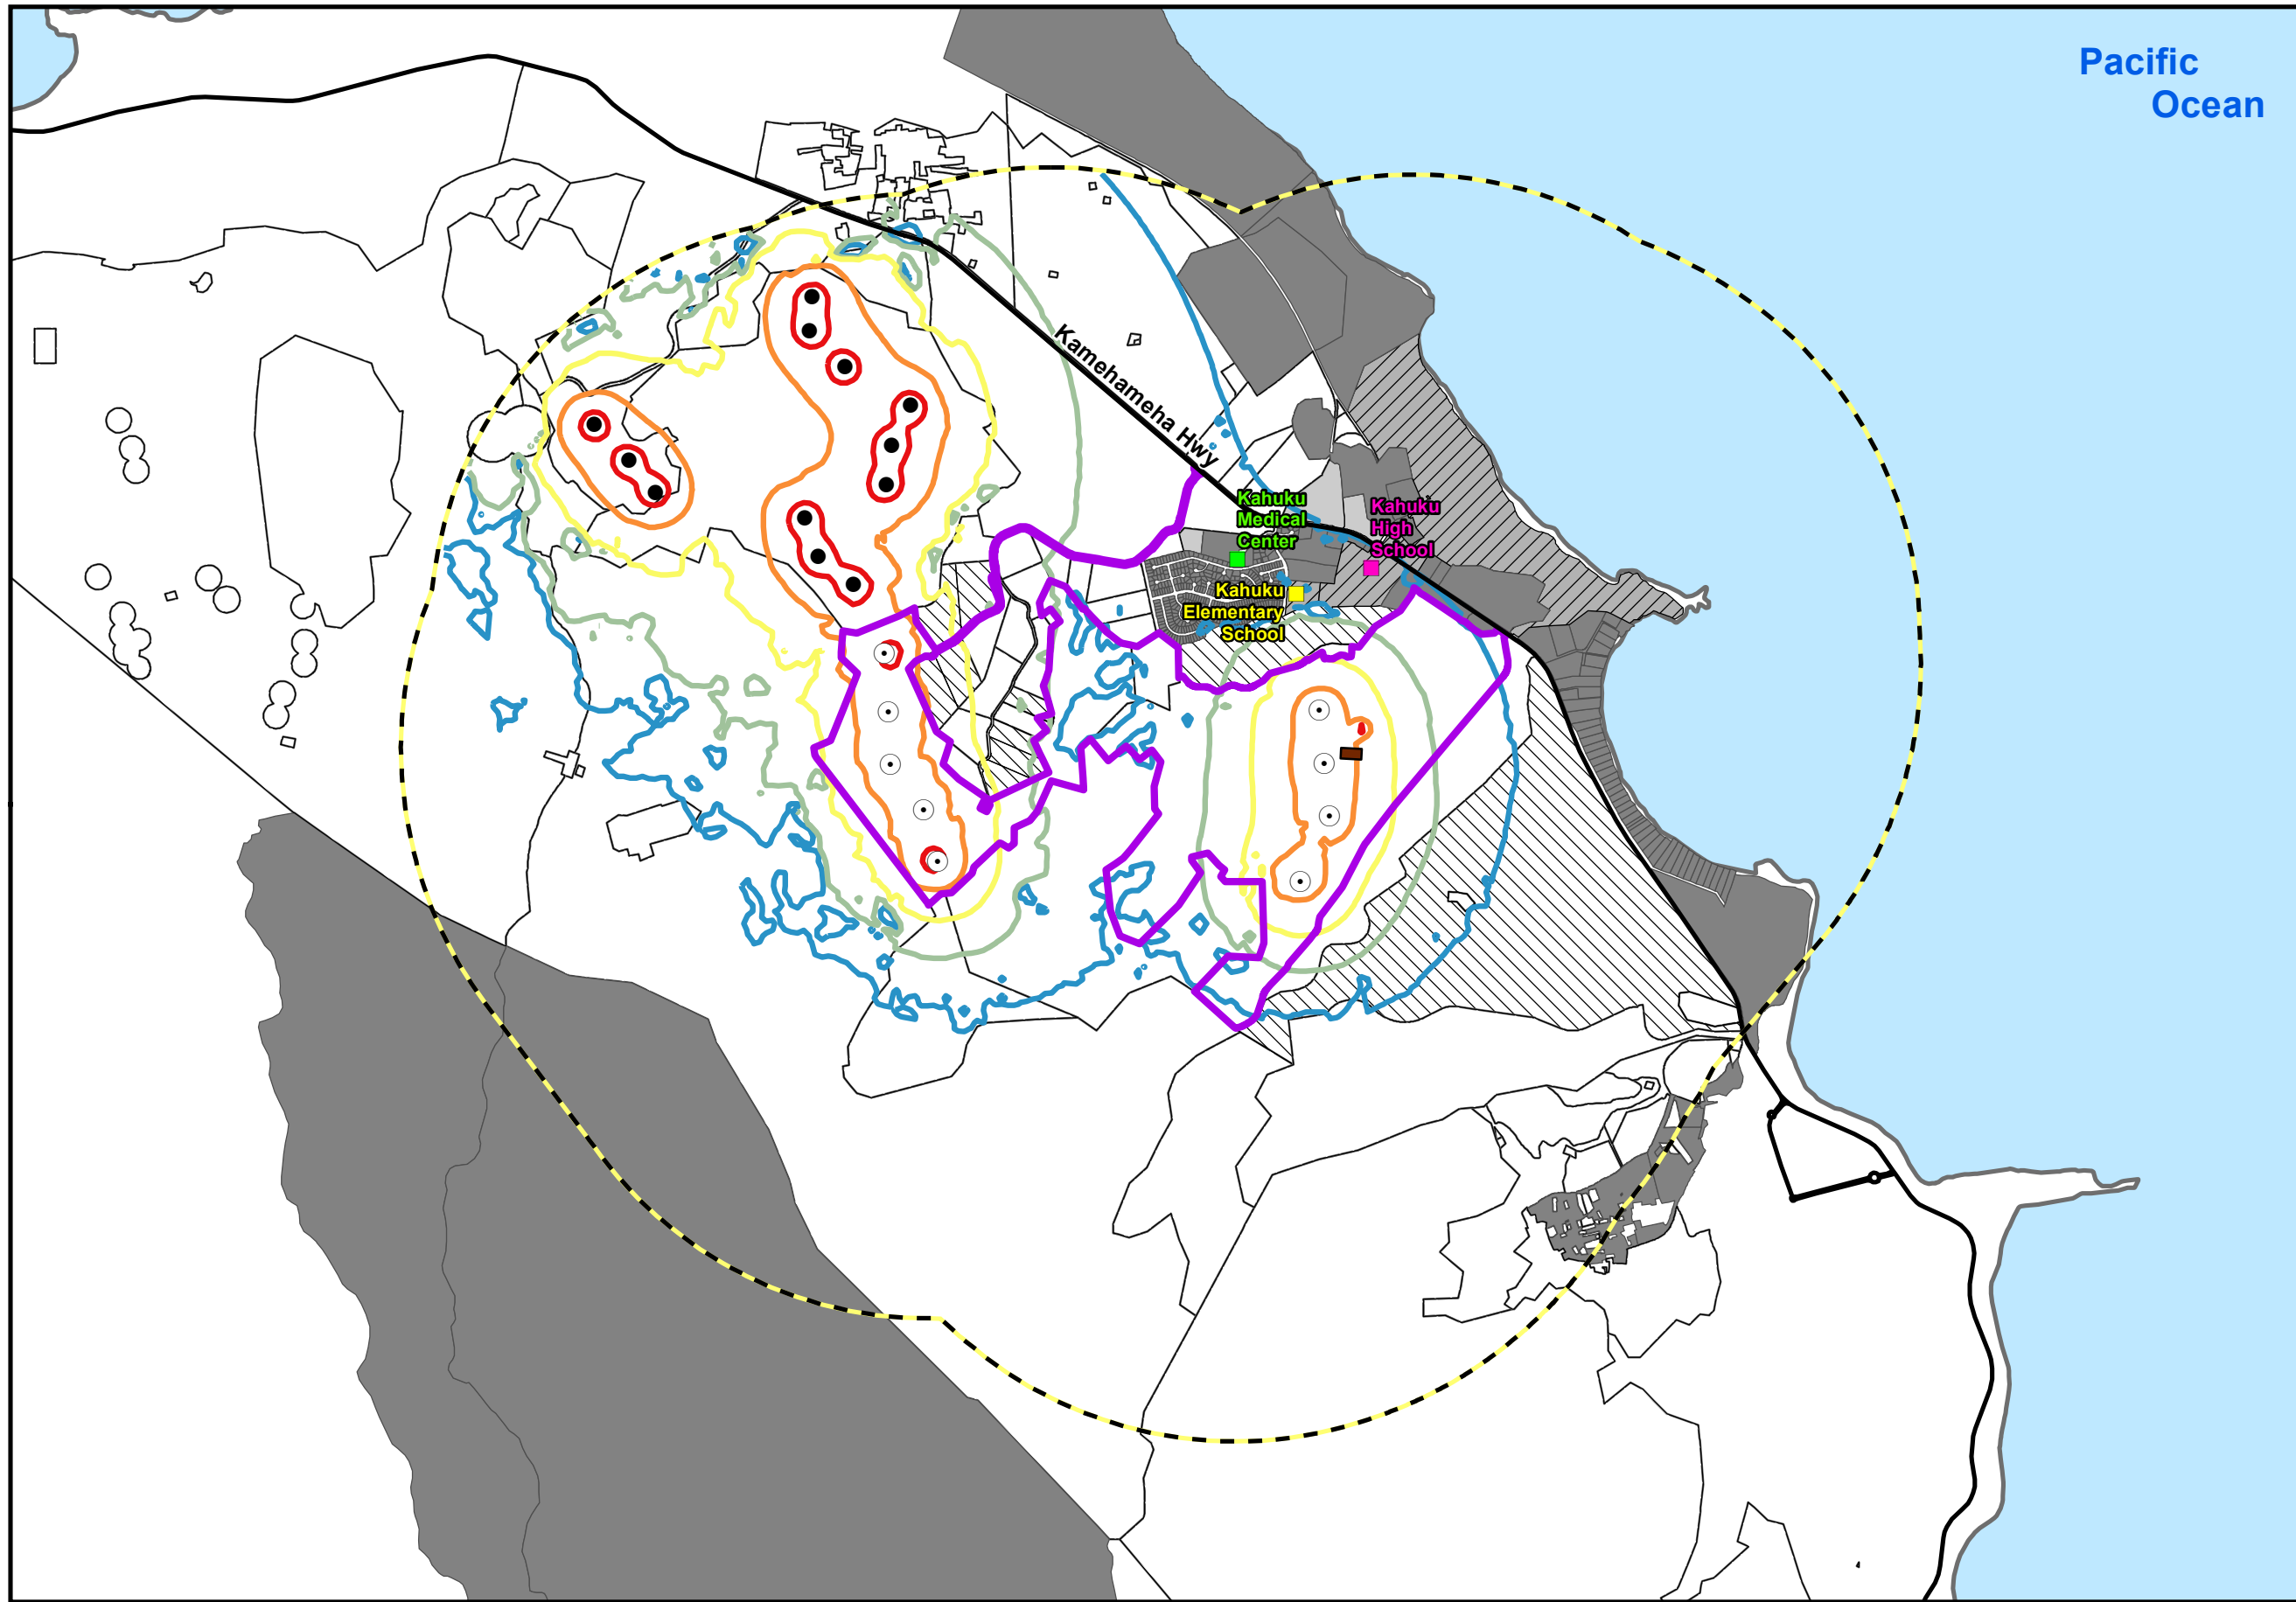 Pacific
Ocean
Kamehameha Hwy
Kahuku
Medical
Center
Kahuku
High
School
Kahuku
Elementary
School